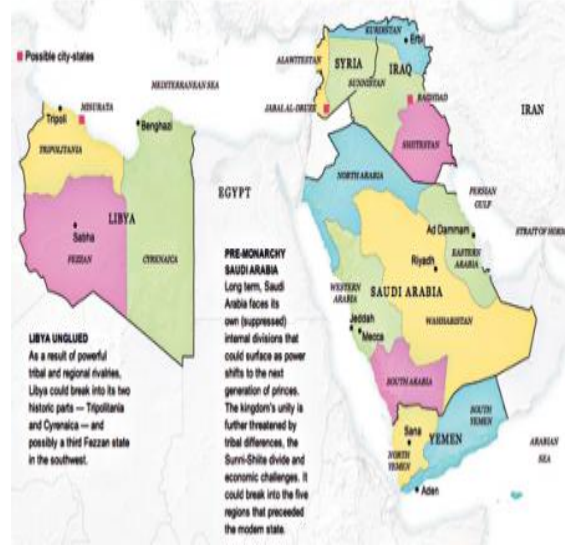 Possible city-states
MEDITERRANEAN SEA
MISURATA
Tripoli
Benghazi
TRIPOLITANIA
LIBYA
Sabha
FEZZAN
CYRENAICA
EGYPT
KURDISTAN
Erbil
ALAWITESTAN
SYRIA
IRAQ
SUNNISTAN
JABAL AL-DRUZE
BAGHDAD
IRAN
SHIITESTAN
NORTH ARABIA
PERSIAN
GULF
Ad Dammam
EASTERN
ARABIA
Riyadh
WESTERN
ARABIA
SAUDI ARABIA
Jeddah
Mecca
WAHHABISTAN
SOUTH ARABIA
SOUTH
YEMEN
Sana
YEMEN
NORTH
YEMEN
Aden
ARABIAN
SEA
STRAIT OF
LIBYA UNGLUED
As a result of powerful
tribal and regional rivalries,
Libya could break into its two
historic parts — Tripolitania
and Cyrenaica — and
possibly a third Fezzan state
in the southwest.
PRE-MONARCHY
SAUDI ARABIA
Long term, Saudi
Arabia faces its
own (suppressed)
internal divisions that
could surface as power
shifts to the next
generation of princes.
The kingdom's unity is
further threatened by
tribal differences, the
Sunni-Shiite divide and
economic challenges. It
could break into the five
regions that preceeded
the modern state.